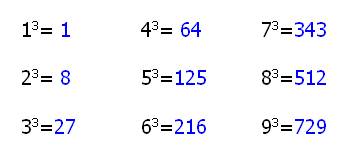 1³= 1 4³= 64 7³=343
2³= 8 5³=125 8³=512
3³=27 6³=216 9³=729